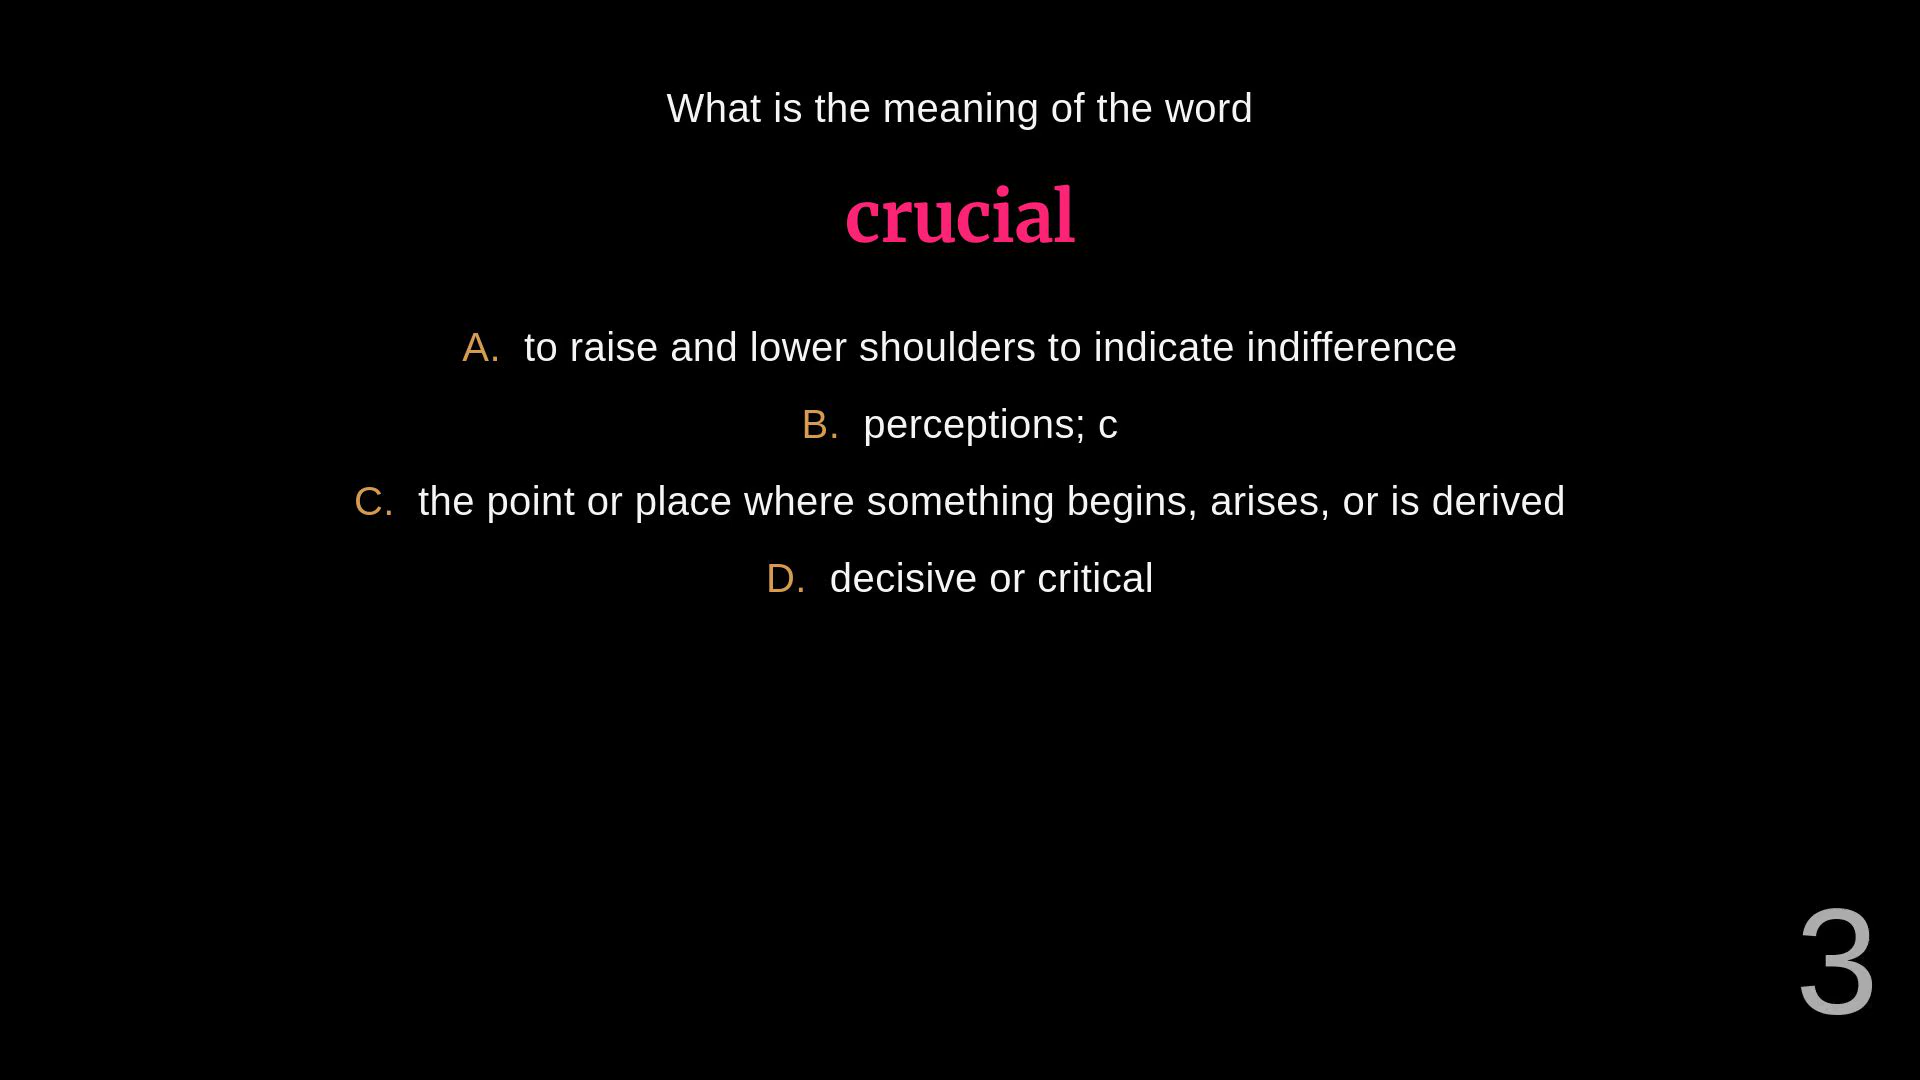 What is the meaning of the word
crucial
A. to raise and lower shoulders to indicate indifference
B. perceptions; c
C. the point or place where something begins, arises, or is derived
D. decisive or critical
3